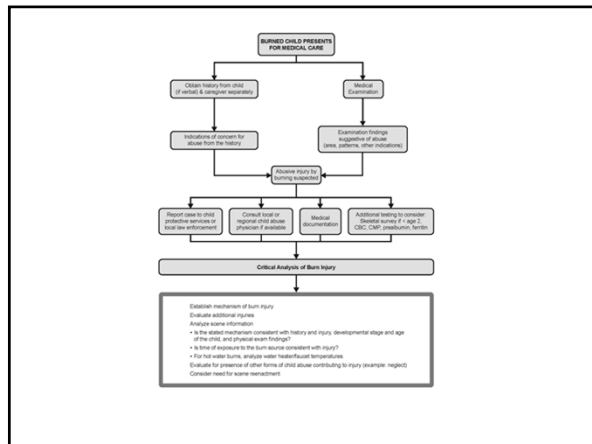 BURNED CHILD PRESENTS
FOR MEDICAL CARE
Obtain history from child
(if verbal) & caregiver separately
Medical
Examination
Indications of concern for
abuse from the history
Examination findings
suggestive of abuse
(area, patterns, other indications)
Abusive injury by
burning suspected
Report case to child
protective services or
local law enforcement
Consult local or
regional child abuse
physician if available
Medical
documentation
Additional testing to consider:
Skeletal survey if < age 2,
CBC, CMP, prealbumin, ferritin
Critical Analysis of Burn Injury
Establish mechanism of burn injury
Evaluate additional injuries
Analyze scene information
• Is the stated mechanism consistent with history and injury, developmental stage and age
of the child, and physical exam findings?
• Is time of exposure to the burn source consistent with injury?
• For hot water burns, analyze water heater/faucet temperatures
Evaluate for presence of other forms of child abuse contributing to injury (example: neglect)
Consider need for scene reenactment